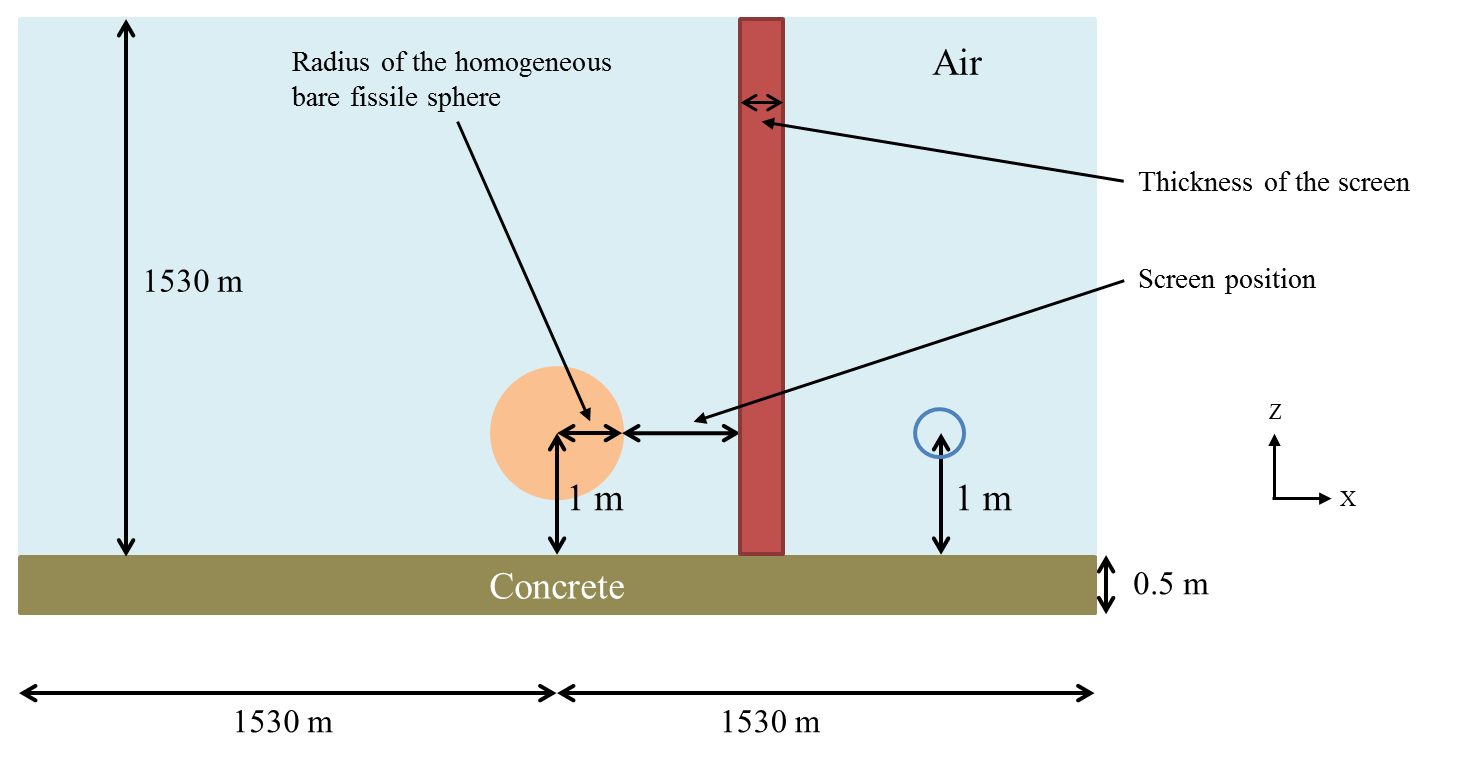 Radius of the homogeneous
bare fissile sphere
Air
Thickness of the screen
1530 m
Screen position
Z
X
1 m
1 m
Concrete
0.5 m
1530 m
1530 m